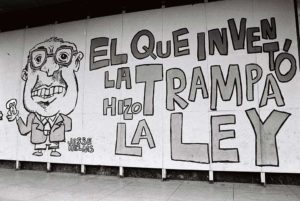 EL QUE INVENTÓ
LA TRAMPA
HIZO
LA LEY